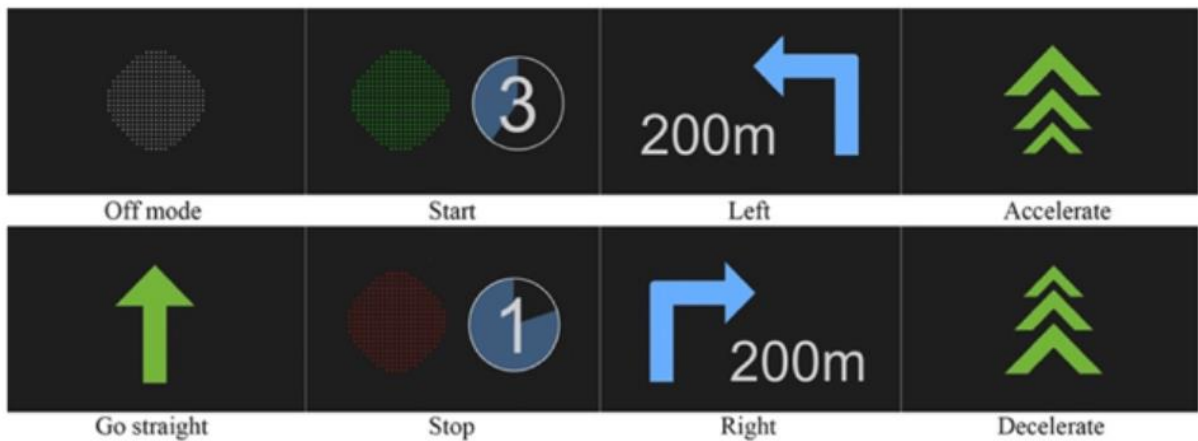 3
200m
Off mode Start Left Accelerate
1
200m
Go straight Stop Right Decelerate